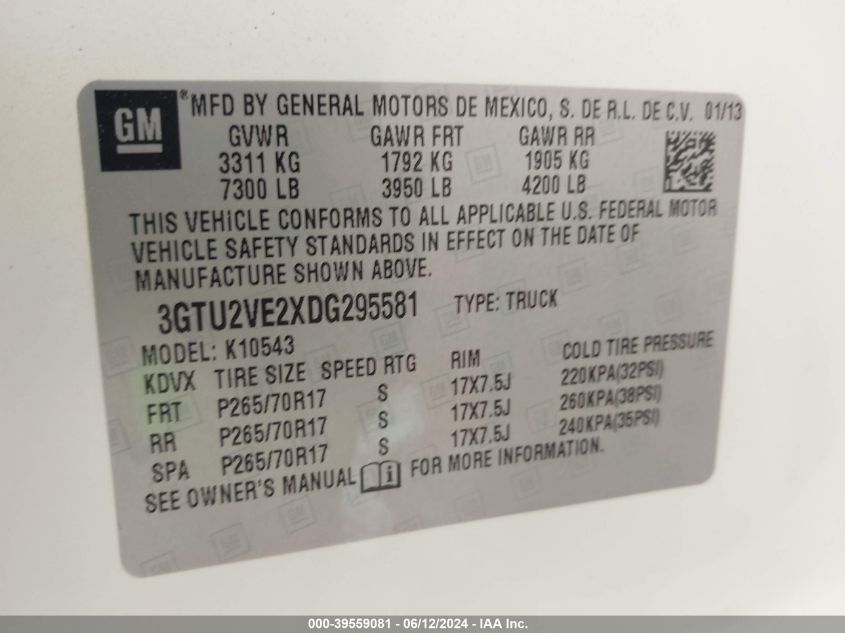 GM ® MFD BY GENERAL MOTORS DE MEXICO, S. DE R.L. DE C.V. 01/13
GVWR GAWR FRT GAWR RR
3311 KG 1792 KG 1905 KG
7300 LB 3950 LB 4200 LB
THIS VEHICLE CONFORMS TO ALL APPLICABLE U.S. FEDERAL MOTOR
VEHICLE SAFETY STANDARDS IN EFFECT ON THE DATE OF
MANUFACTURE SHOWN ABOVE.
3GTU2VE2XDG295581 TYPE: TRUCK
MODEL: K10543
KDVX TIRE SIZE SPEED RTG RIM COLD TIRE PRESSURE
FRT P265/70R17 S 17X7.5J 220KPA(32PSI)
RR P265/70R17 S 17X7.5J 260KPA(38PSI)
SPA P265/70R17 S 17X7.5J 240KPA(35PSI)
SEE OWNER'S MANUAL i FOR MORE INFORMATION.
000-39559081 - 06/12/2024 - IAA Inc.